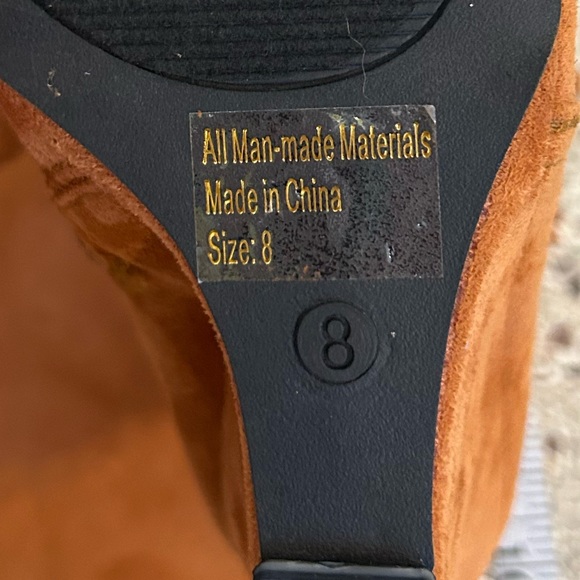 All Man-made Materials
Made in China
Size: 8
8